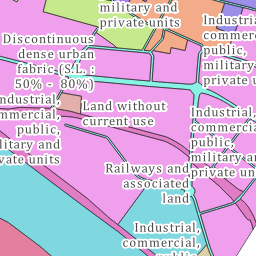 military and
private units
Industrial,
commercial,
public,
military and
private units
Discontinuous
dense urban
fabric (S.L. :
50% - 80%)
Industrial,
commercial,
public,
military and
private units
Land without
current use
Industrial,
commercial,
public,
military and
private units
Railways and
associated
land
Industrial,
commercial,
public